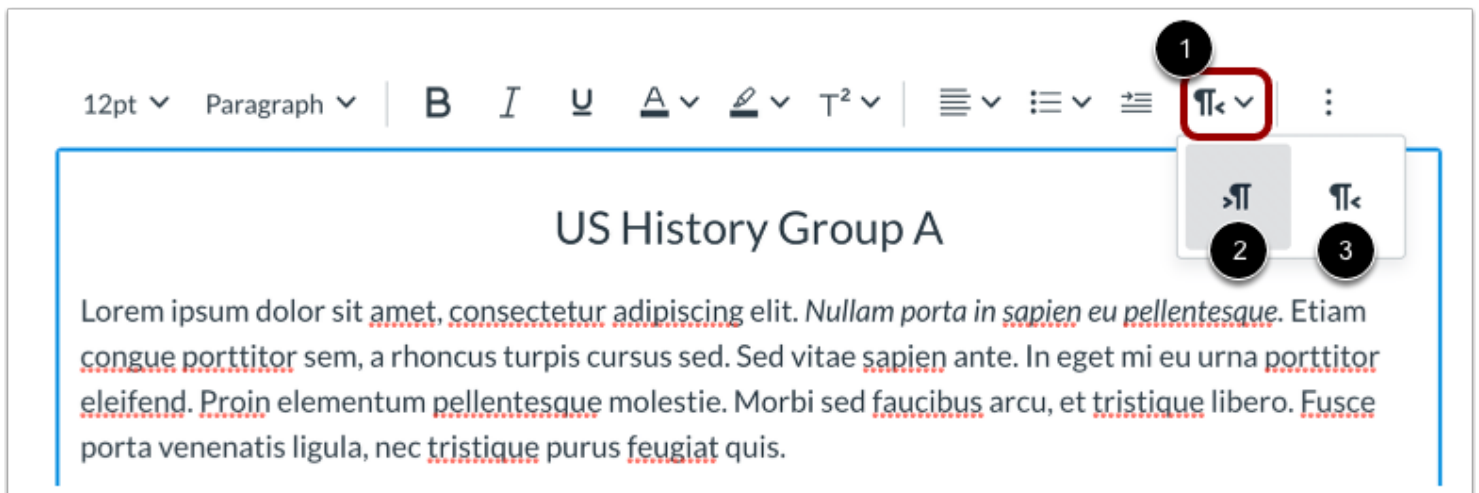 1
12pt Paragraph B I U A T²
US History Group A
2 3
Lorem ipsum dolor sit amet, consectetur adipiscing elit. Nullam porta in sapien eu pellentesque. Etiam
congue porttitor sem, a rhoncus turpis cursus sed. Sed vitae sapien ante. In eget mi eu urna porttitor
eleifend. Proin elementum pellentesque molestie. Morbi sed faucibus arcu, et tristique libero. Fusce
porta venenatis ligula, nec tristique purus feugiat quis.